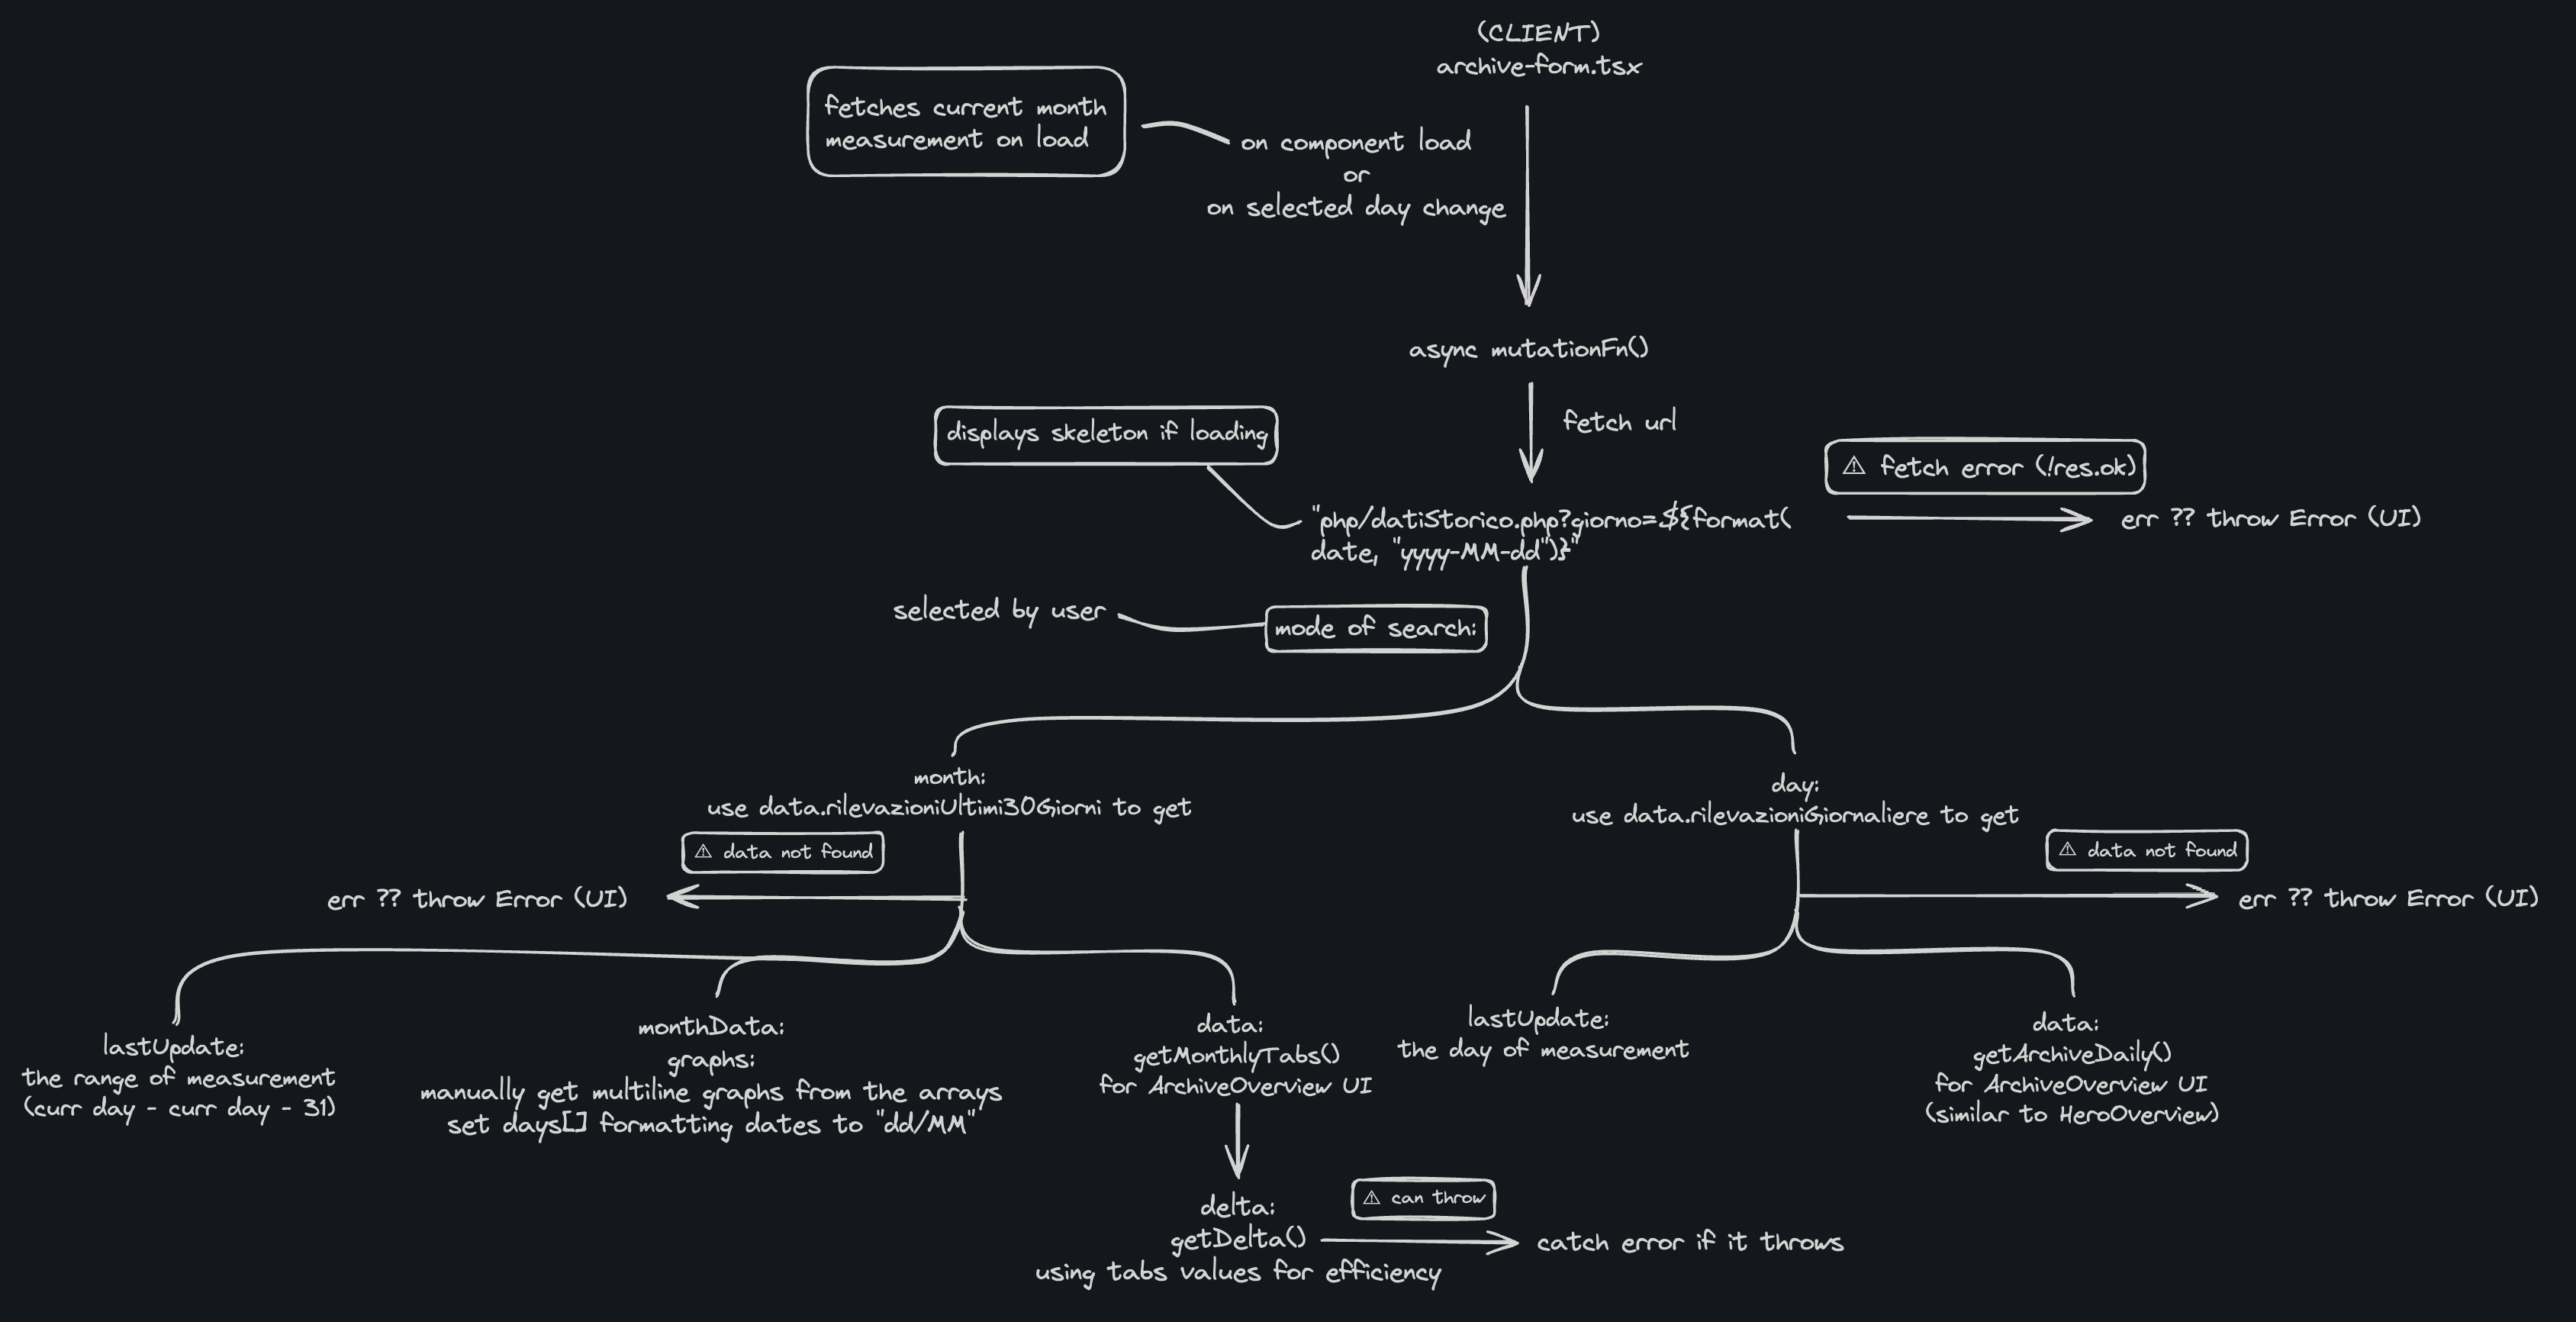 (CLIENT)
archive-form.tsx
fetches current month
measurement on load
on component load
or
on selected day change
async mutationFn()
displays skeleton if loading
fetch url
⚠ fetch error (!res.ok)
"php/datiStorico.php?giorno=${format(
date, "yyyy-MM-dd")}"
err ?? throw Error (UI)
selected by user
mode of search:
month:
use data.rilevazioniUltimi30Giorni to get
⚠ data not found
err ?? throw Error (UI)
day:
use data.rilevazioniGiornaliere to get
⚠ data not found
err ?? throw Error (UI)
lastUpdate:
the range of measurement
(curr day - curr day - 31)
monthData:
graphs:
manually get multiline graphs from the arrays
set days[] formatting dates to "dd/MM"
data:
getMonthlyTabs()
for ArchiveOverview UI
lastUpdate:
the day of measurement
data:
getArchiveDaily()
for ArchiveOverview UI
(similar to HeroOverview)
delta:
getDelta()
using tabs values for efficiency
⚠ can throw
catch error if it throws